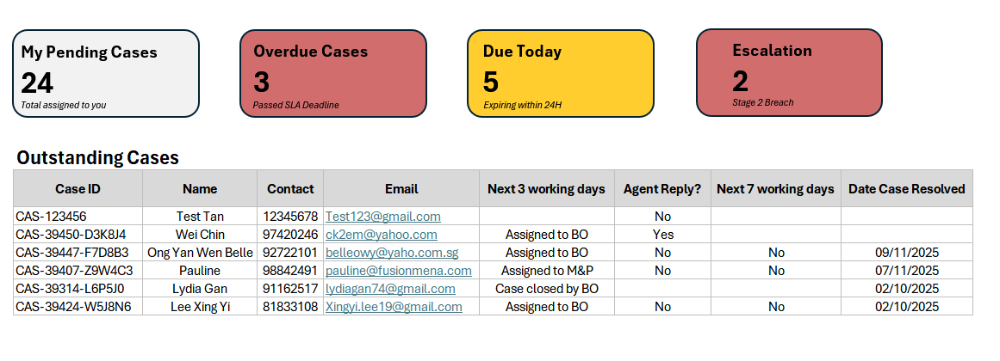 My Pending Cases
24
Total assigned to you
Overdue Cases
3
Passed SLA Deadline
Due Today
5
Expiring within 24H
Escalation
2
Stage 2 Breach
Outstanding Cases
Case ID Name Contact Email Next 3 working days Agent Reply? Next 7 working days Date Case Resolved
CAS-123456 Test Tan 12345678 Test123@gmail.com No
CAS-39450-D3K8J4 Wei Chin 97420246 ck2em@yahoo.com Assigned to BO Yes
CAS-39447-F7D8B3 Ong Yan Wen Belle 92722101 belleowy@yaho.com.sg Assigned to BO No No 09/11/2025
CAS-39407-Z9W4C3 Pauline 98842491 pauline@fusionmena.com Assigned to M&P No No 07/11/2025
CAS-39314-L6P5J0 Lydia Gan 91162517 lydiagan74@gmail.com Case closed by BO 02/10/2025
CAS-39424-W5J8N6 Lee Xing Yi 81833108 Xingyi.lee19@gmail.com Assigned to BO No No 02/10/2025